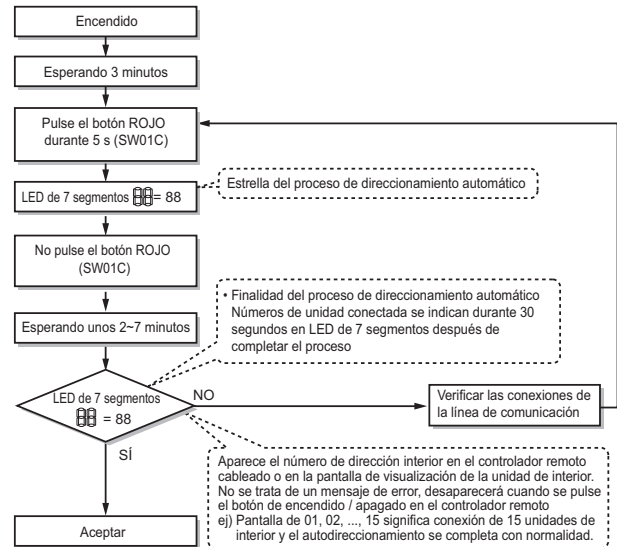 Encendido
Esperando 3 minutos
Pulse el botón ROJO
durante 5 s (SW01C)
LED de 7 segmentos 88 = 88
Estrella del proceso de direccionamiento automático
No pulse el botón ROJO
(SW01C)
• Finalidad del proceso de direccionamiento automático
Números de unidad conectada se indican durante 30
segundos en LED de 7 segmentos después de
completar el proceso
Esperando unos 2~7 minutos
LED de 7 segmentos
88 = 88
NO
Verificar las conexiones de
la línea de comunicación
SÍ
Aparece el número de dirección interior en el controlador remoto
cableado o en la pantalla de visualización de la unidad de interior.
No se trata de un mensaje de error, desaparecerá cuando se pulse
el botón de encendido / apagado en el controlador remoto
ej) Pantalla de 01, 02, ..., 15 significa conexión de 15 unidades de
interior y el autodireccionamiento se completa con normalidad.
Aceptar